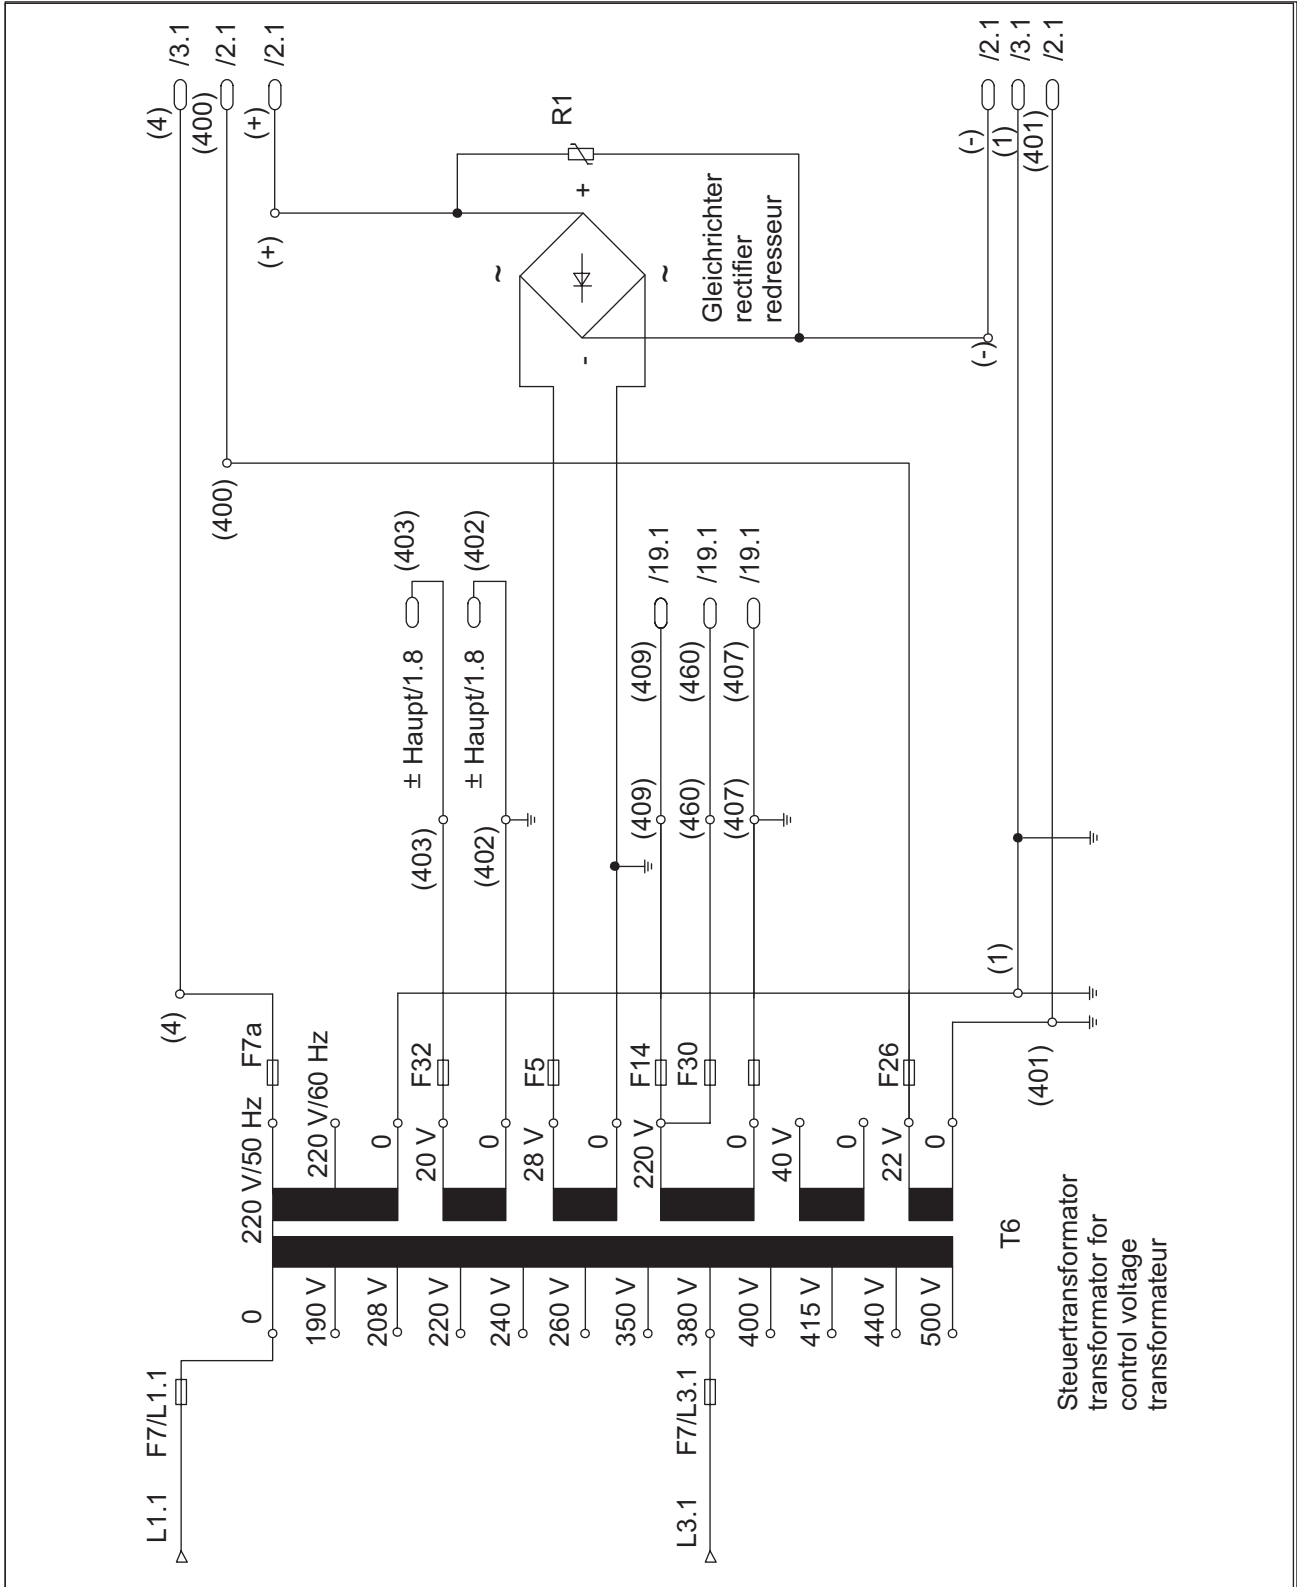 L1.1
F7/L1.1
L3.1
F7/L3.1
0
190 V
208 V
220 V
240 V
260 V
350 V
380 V
400 V
415 V
440 V
500 V
T6
Steuertransformator
transformator for
control voltage
transformateur
220 V/50 Hz
220 V/60 Hz
0
20 V
0
28 V
0
220 V
0
40 V
0
22 V
0
F7a
F32
F5
F14
F30
F26
(4)
(403)
(402)
(409)
(460)
(407)
(1)
(401)
± Haupt/1.8
± Haupt/1.8
(403)
(402)
(409)
(460)
(407)
/19.1
/19.1
/19.1
(400)
~
~
-
+
Gleichrichter
rectifier
redresseur
R1
(+)
(-)
(4)
(400)
(+)
(-)
(1)
(401)
/3.1
/2.1
/2.1
/2.1
/3.1
/2.1